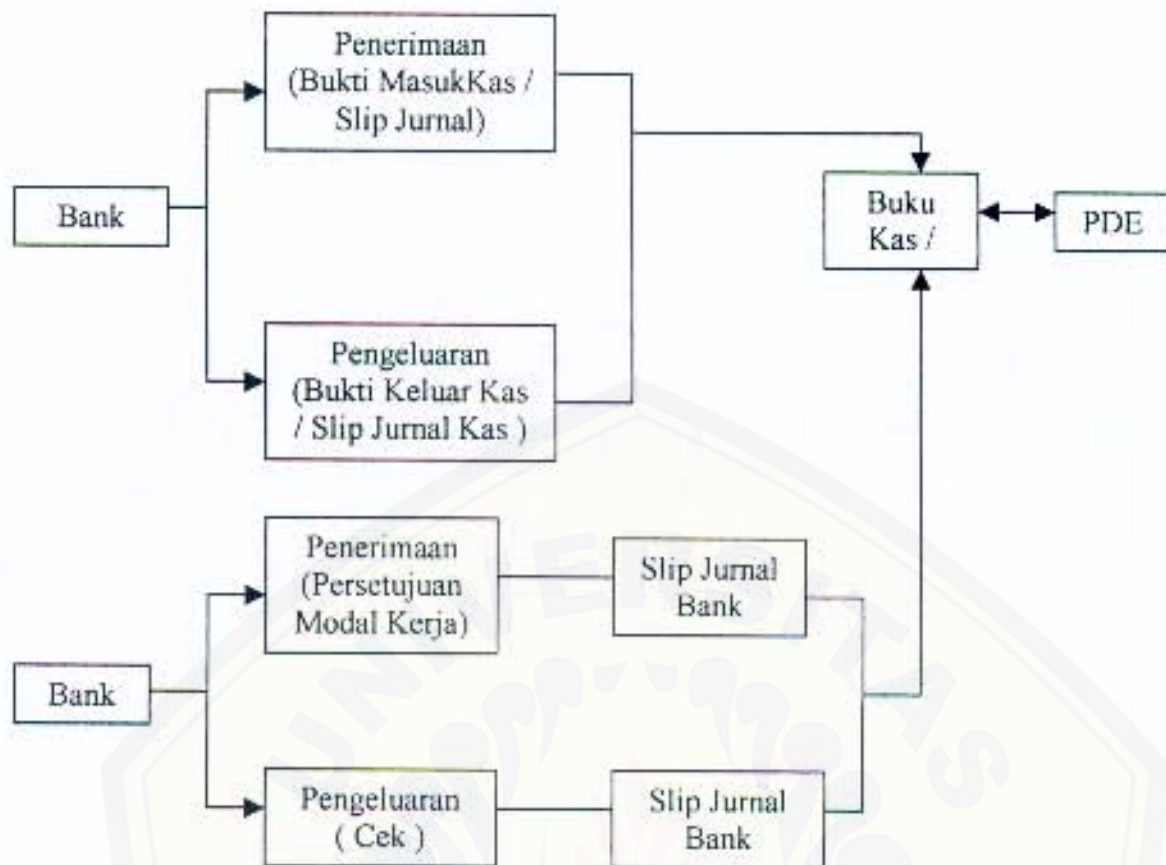 Penerimaan
(Bukti MasukKas /
Slip Jurnal)
Bank
Buku
Kas /
PDE
Pengeluaran
(Bukti Keluar Kas
/ Slip Jurnal Kas )
Penerimaan
(Persetujuan
Modal Kerja)
Slip Jurnal
Bank
Bank
Pengeluaran
( Cek )
Slip Jurnal
Bank
UNIVERSITAS